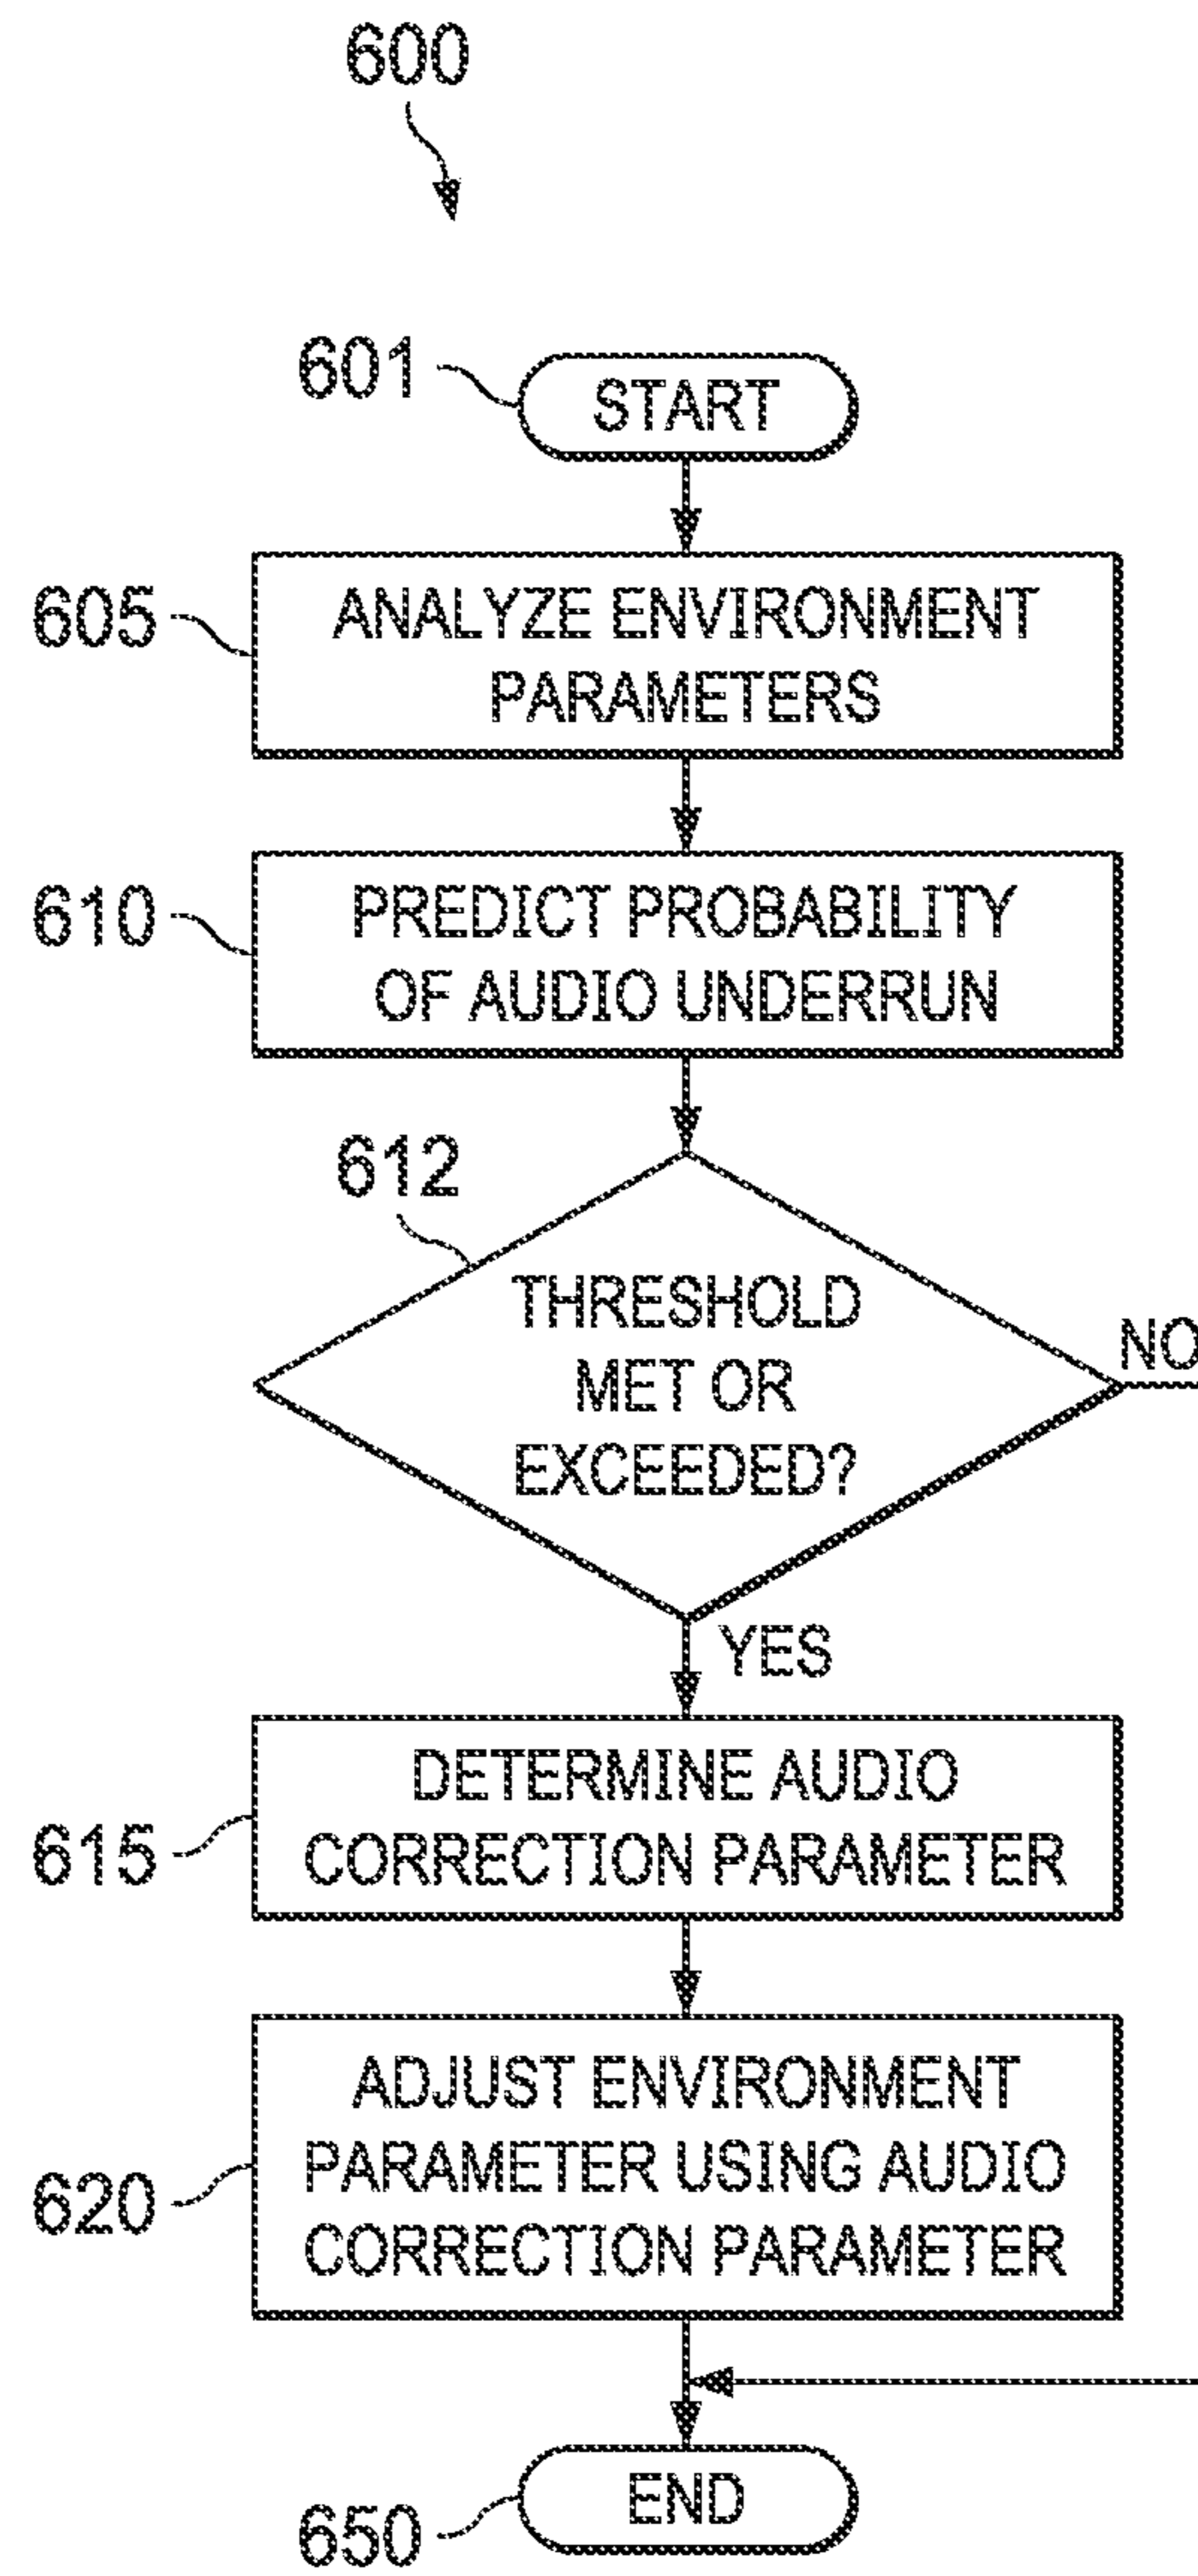 600
601
START
605
ANALYZE ENVIRONMENT
PARAMETERS
610
PREDICT PROBABILITY
OF AUDIO UNDERRUN
612
THRESHOLD
MET OR
EXCEEDED?
NO
YES
615
DETERMINE AUDIO
CORRECTION PARAMETER
620
ADJUST ENVIRONMENT
PARAMETER USING AUDIO
CORRECTION PARAMETER
650
END